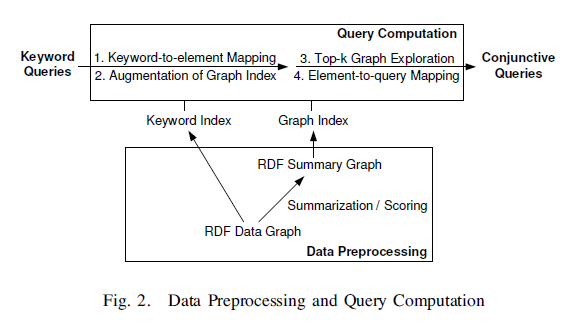 Query Computation
Keyword
Queries
1. Keyword-to-element Mapping
2. Augmentation of Graph Index
3. Top-k Graph Exploration
4. Element-to-query Mapping
Conjunctive
Queries
Keyword Index
Graph Index
RDF Summary Graph
Summarization / Scoring
RDF Data Graph
Data Preprocessing
Fig. 2. Data Preprocessing and Query Computation